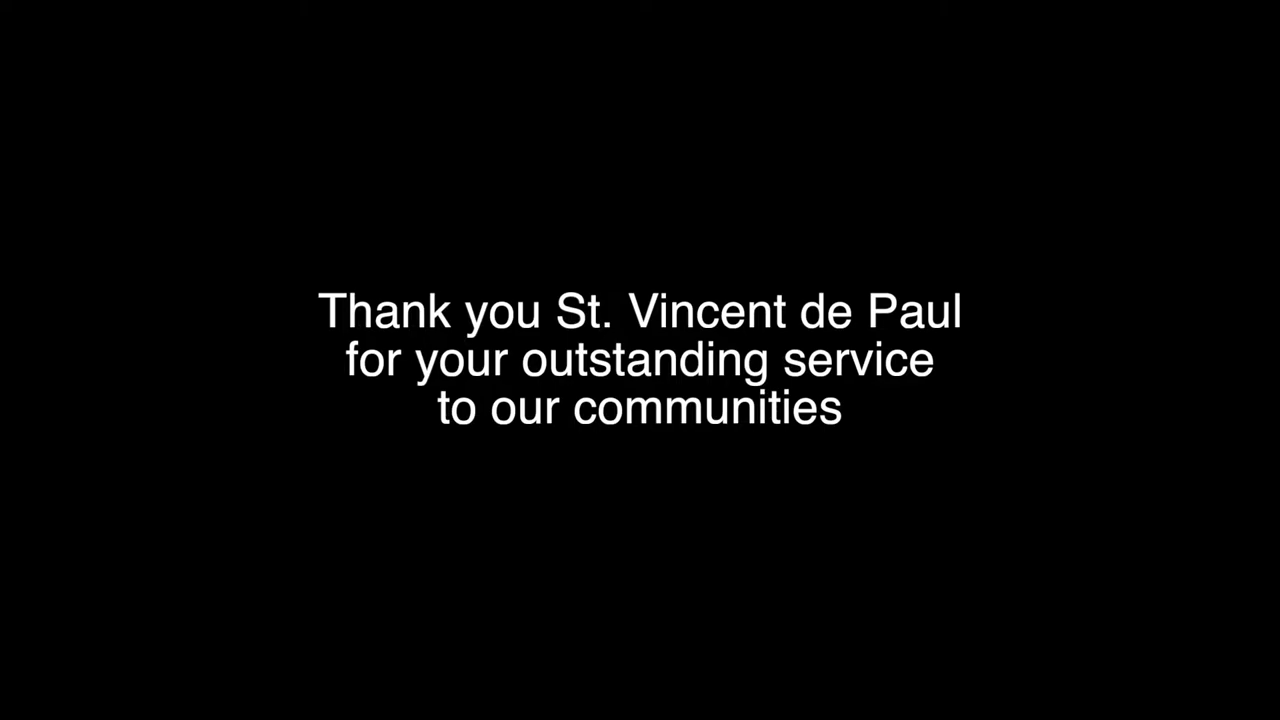 Thank you St. Vincent de Paul
for your outstanding service
to our communities